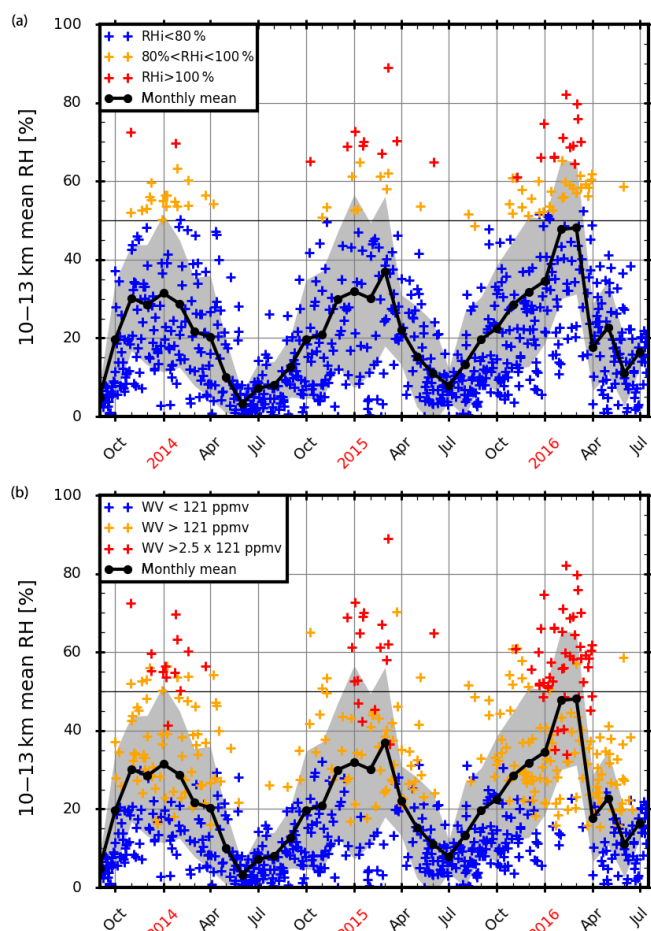 (a)
100
80
60
40
20
0
10−13 km mean RH [%]
RHi<80 %
80%<RHi<100 %
RHi>100 %
Monthly mean
Oct 2014 Apr Jul Oct 2015 Apr Jul Oct 2016 Apr Jul
(b)
100
80
60
40
20
0
10−13 km mean RH [%]
WV < 121 ppmv
WV > 121 ppmv
WV >2.5 x 121 ppmv
Monthly mean
Oct 2014 Apr Jul Oct 2015 Apr Jul Oct 2016 Apr Jul